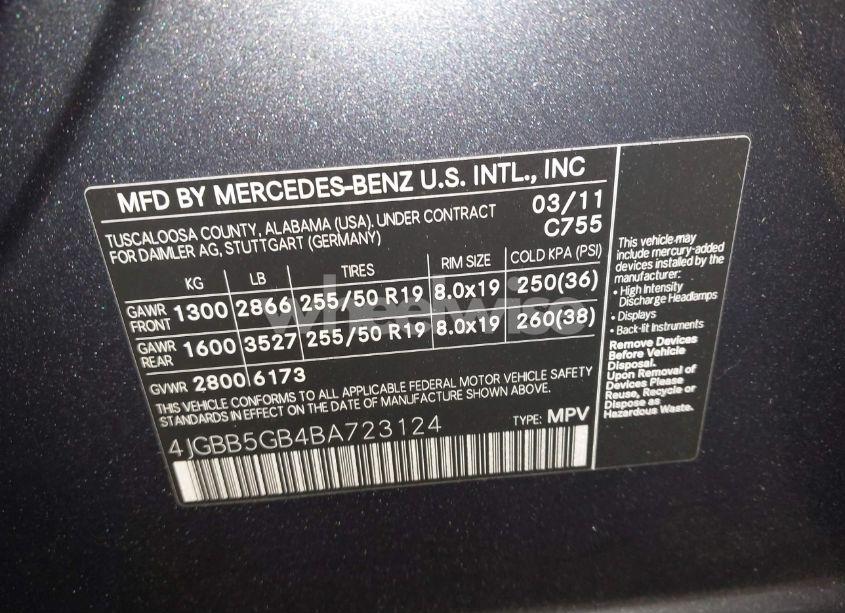 MFD BY MERCEDES-BENZ U.S. INTL., INC
TUSCALOOSA COUNTY, ALABAMA (USA). UNDER CONTRACT
FOR DAIMLER AG, STUTTGART (GERMANY)
03/11
C755
KG LB TIRES RIM SIZE COLD KPA (PSI)
GAWR FRONT 1300 2866 255/50 R19 8.0x19 250(36)
GAWR REAR 1600 3527 255/50 R19 8.0x19 260(38)
GVWR 2800 6173
THIS VEHICLE CONFORMS TO ALL APPLICABLE FEDERAL MOTOR VEHICLE SAFETY
STANDARDS IN EFFECT ON THE DATE OF MANUFACTURE SHOWN ABOVE.
4JGBB5GB4BA723124 TYPE: MPV
This vehicle may
include mercury-added
devices installed by the
manufacturer:
• High Intensity
Discharge Headlamps
• Displays
• Back-lit Instruments
Remove Devices
Before Vehicle
Disposal.
Upon Removal of
Devices Please
Reuse, Recycle or
Dispose as
Hazardous Waste.
wheelwise